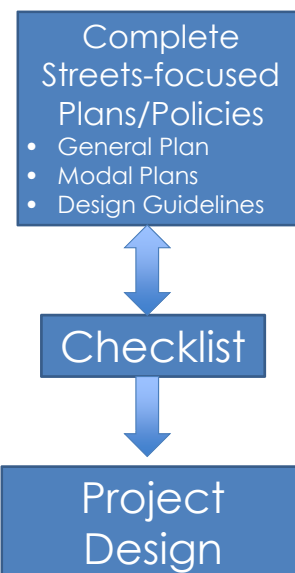 Complete
Streets-focused
Plans/Policies
• General Plan
• Modal Plans
• Design Guidelines
Checklist
Project
Design